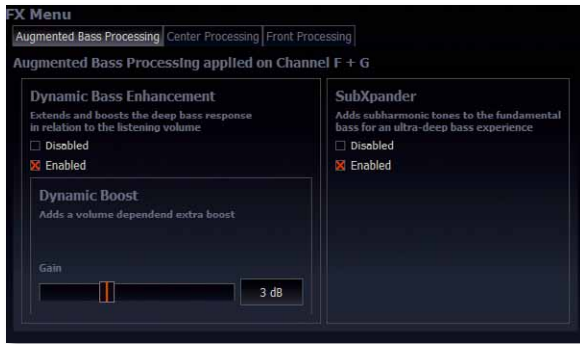 FX Menu
Augmented Bass Processing Center Processing Front Processing
Augmented Bass Processing applied on Channel F + G
Dynamic Bass Enhancement
Extends and boosts the deep bass response
in relation to the listening volume
Disabled
Enabled
Dynamic Boost
Adds a volume dependend extra boost
Gain
3 dB
SubXpander
Adds subharmonic tones to the fundamental
bass for an ultra-deep bass experience
Disabled
Enabled